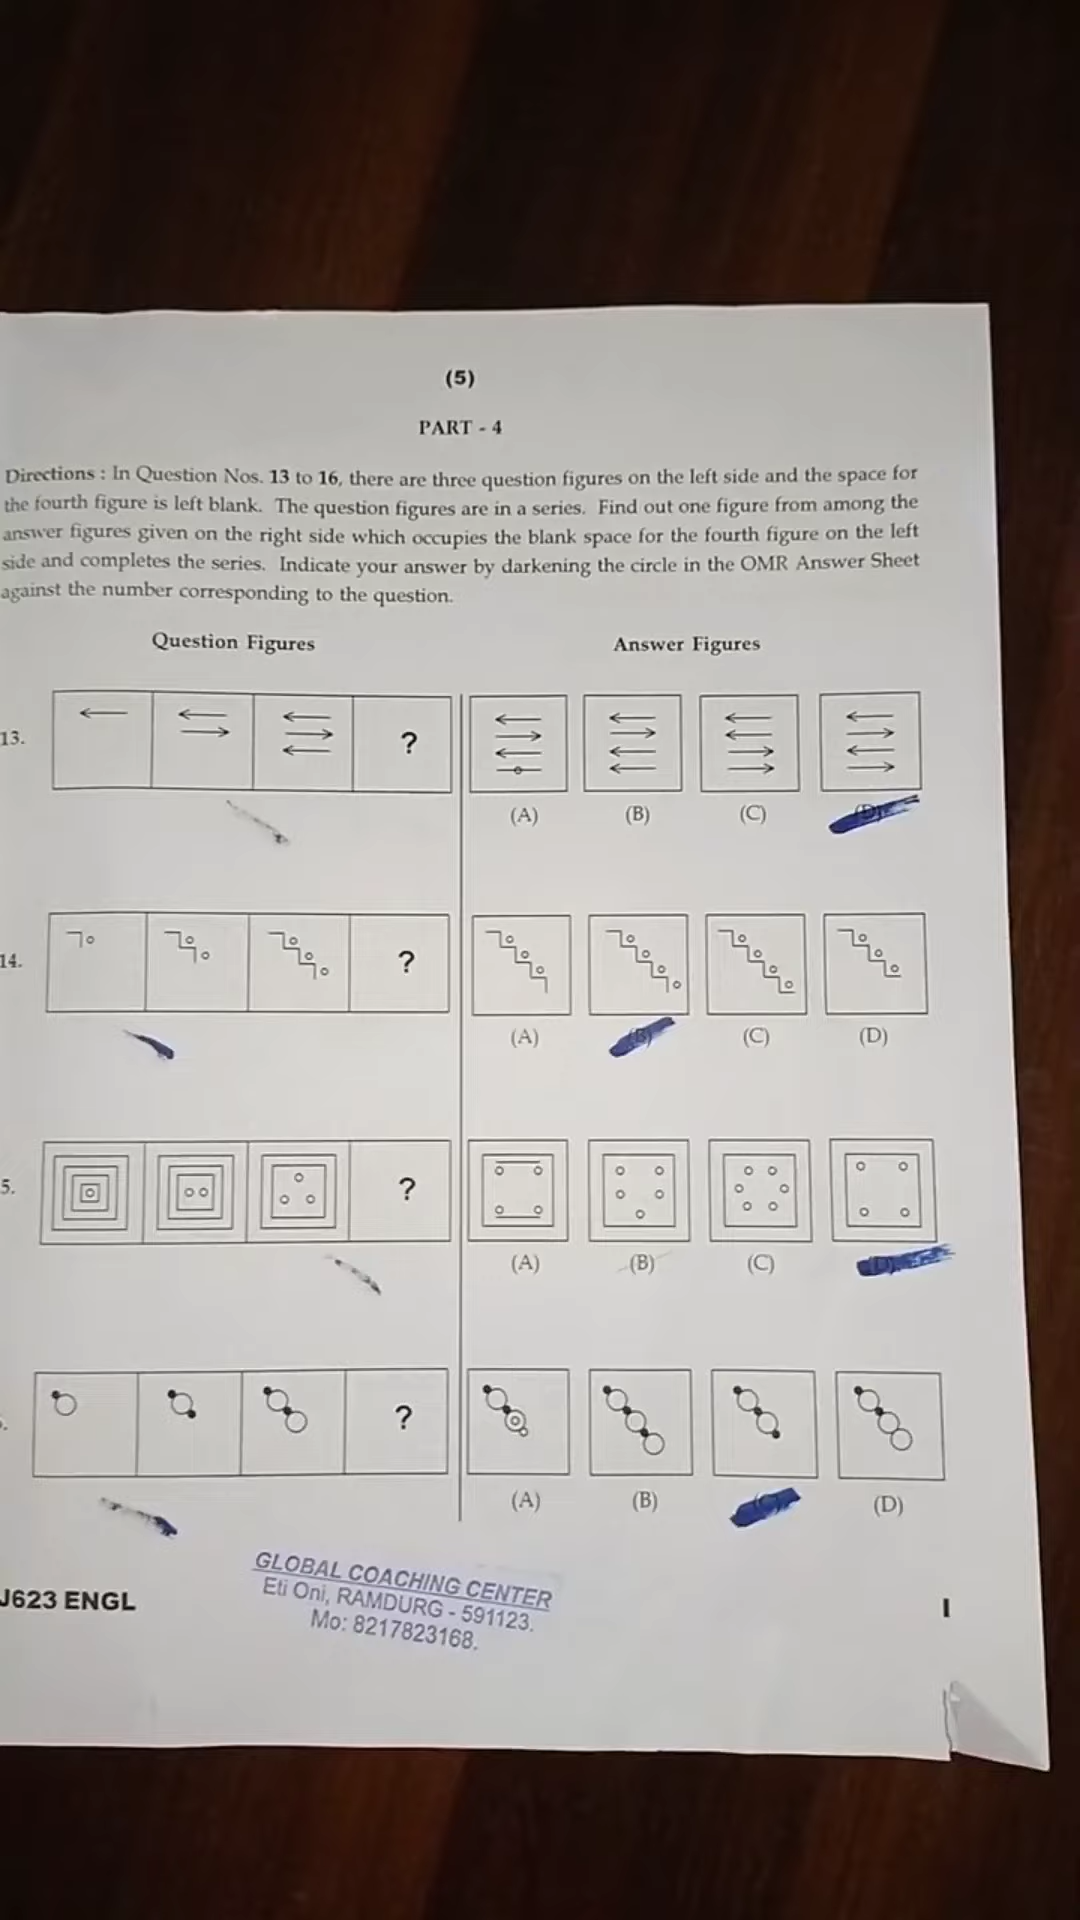 (5)
PART - 4
Directions : In Question Nos. 13 to 16, there are three question figures on the left side and the space for
the fourth figure is left blank. The question figures are in a series. Find out one figure from among the
answer figures given on the right side which occupies the blank space for the fourth figure on the left
side and completes the series. Indicate your answer by darkening the circle in the OMR Answer Sheet
against the number corresponding to the question.
Question Figures Answer Figures
13. ?
(A) (B) (C) (D)
14. ?
(A) (B) (C) (D)
5. ?
(A) (B) (C) (D)
?
(A) (B) (C) (D)
GLOBAL COACHING CENTER
Eti Oni, RAMDURG - 591123.
Mo: 8217823168.
J623 ENGL I